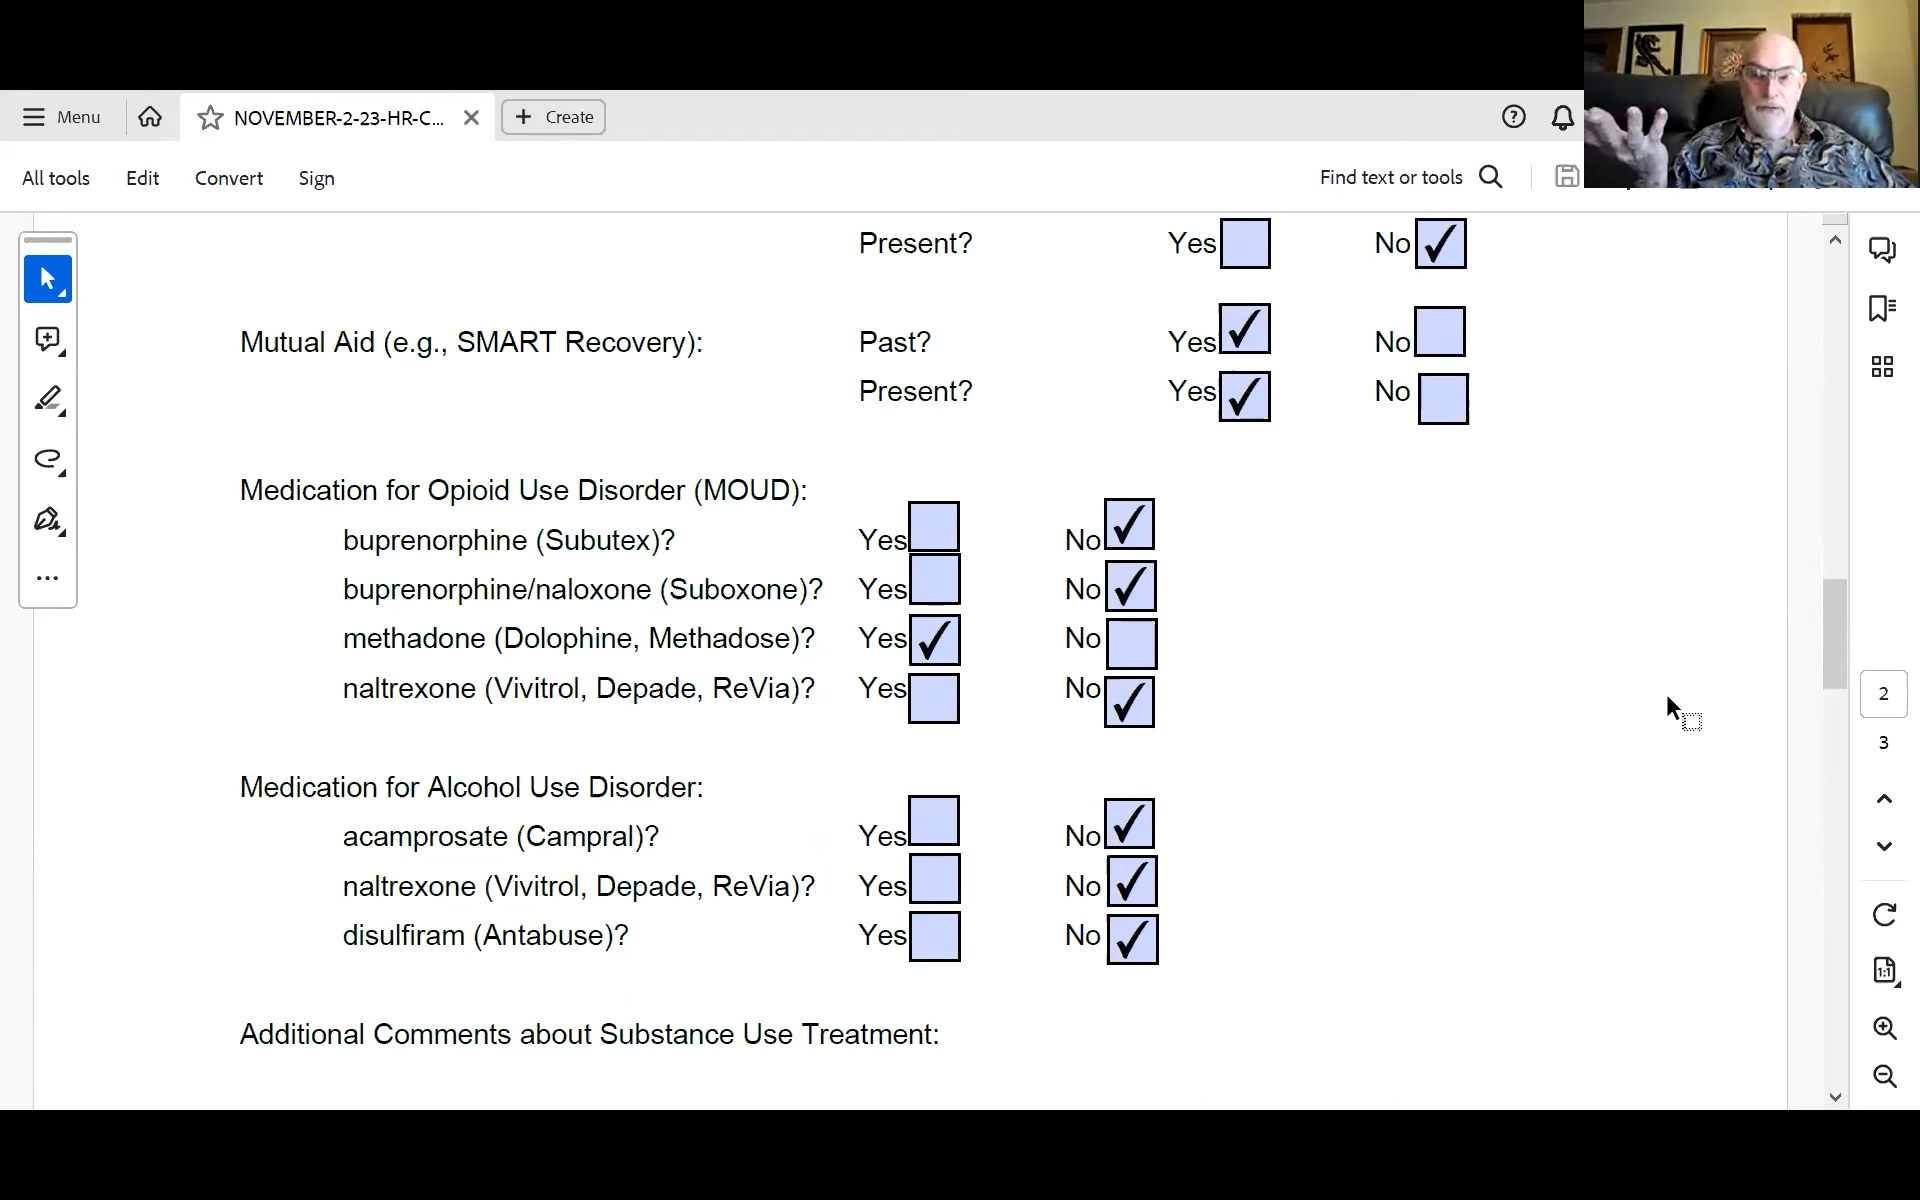 Menu
NOVEMBER-2-23-HR-C...
Create
All tools Edit Convert Sign
Find text or tools
Present? Yes No ✓
Mutual Aid (e.g., SMART Recovery): Past? Yes ✓ No
Present? Yes ✓ No
Medication for Opioid Use Disorder (MOUD):
buprenorphine (Subutex)? Yes No ✓
buprenorphine/naloxone (Suboxone)? Yes No ✓
methadone (Dolophine, Methadose)? Yes ✓ No
naltrexone (Vivitrol, Depade, ReVia)? Yes No ✓
2
3
Medication for Alcohol Use Disorder:
acamprosate (Campral)? Yes No ✓
naltrexone (Vivitrol, Depade, ReVia)? Yes No ✓
disulfiram (Antabuse)? Yes No ✓
1:1
Additional Comments about Substance Use Treatment: